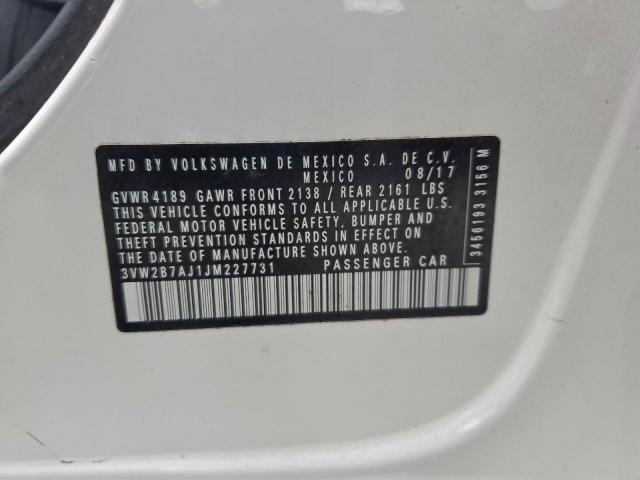 MFD BY VOLKSWAGEN DE MEXICO S.A. DE C.V.
MEXICO 08/17
GVWR 4189 GAWR FRONT 2138 / REAR 2161 LBS
THIS VEHICLE CONFORMS TO ALL APPLICABLE U.S.
FEDERAL MOTOR VEHICLE SAFETY, BUMPER AND
THEFT PREVENTION STANDARDS IN EFFECT ON
THE DATE OF MANUFACTURE SHOWN ABOVE.
3VW2B7AJ1JM227731 PASSENGER CAR
3456193 9156 M